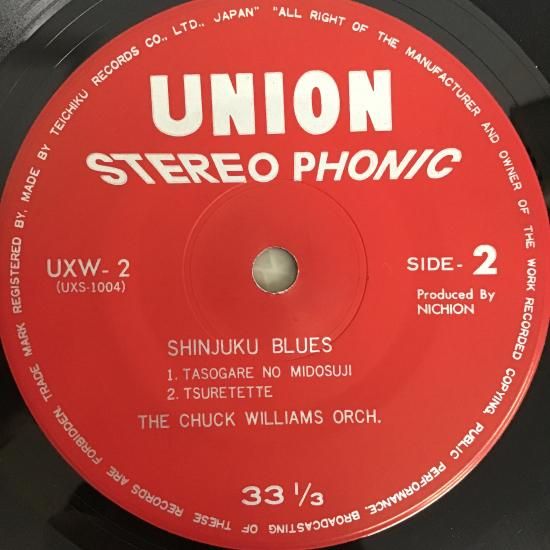 TRADE MARK REGISTERED BY. MADE BY TEICHIKU RECORDS CO., LTD., JAPAN" "ALL RIGHT OF THE MANUFACTURER AND OWNER OF THE WORK RECORDED COPYING, PUBLIC PERFORMANCE, BROADCASTING OF THESE RECORDS ARE FORBIDDEN.
UNION
STEREO PHONIC
UXW-2
(UXS-1004)
SIDE-2
Produced By
NICHION
SHINJUKU BLUES
1. TASOGARE NO MIDOSUJI
2. TSURETETTE
THE CHUCK WILLIAMS ORCH.
33 1/3